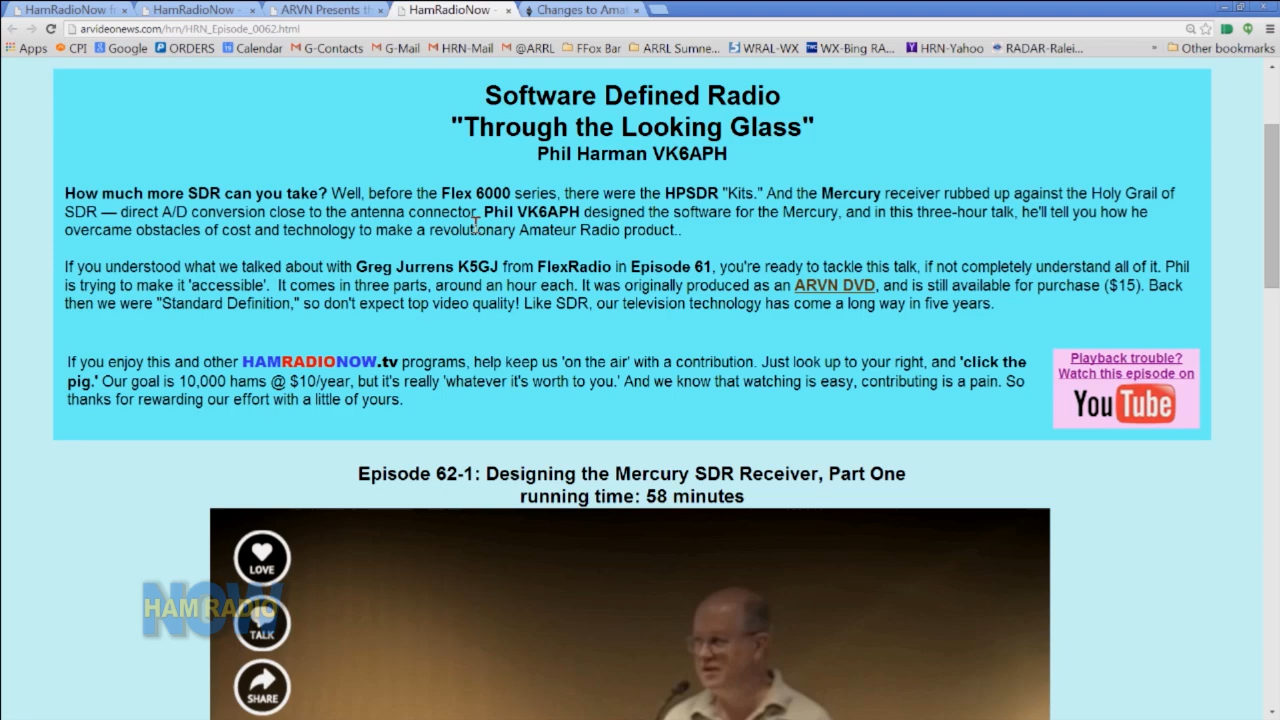 HamRadioNow f
HamRadioNow -
ARVN Presents th
HamRadioNow -
Changes to Ama
arvideonews.com/hrn/HRN_Episode_0062.html
Apps CPI Google ORDERS Calendar G-Contacts G-Mail HRN-Mail @ARRL FFox Bar ARRL Sumne... WRAL-WX WX-Bing RA... HRN-Yahoo RADAR-Ralei... » Other bookmarks
Software Defined Radio
"Through the Looking Glass"
Phil Harman VK6APH
How much more SDR can you take? Well, before the Flex 6000 series, there were the HPSDR "Kits." And the Mercury receiver rubbed up against the Holy Grail of
SDR — direct A/D conversion close to the antenna connector. Phil VK6APH designed the software for the Mercury, and in this three-hour talk, he'll tell you how he
overcame obstacles of cost and technology to make a revolutionary Amateur Radio product..
If you understood what we talked about with Greg Jurrens K5GJ from FlexRadio in Episode 61, you're ready to tackle this talk, if not completely understand all of it. Phil
is trying to make it 'accessible'. It comes in three parts, around an hour each. It was originally produced as an ARVN DVD, and is still available for purchase ($15). Back
then we were "Standard Definition," so don't expect top video quality! Like SDR, our television technology has come a long way in five years.
If you enjoy this and other HAMRADIONOW.tv programs, help keep us 'on the air' with a contribution. Just look up to your right, and 'click the
pig.' Our goal is 10,000 hams @ $10/year, but it's really 'whatever it's worth to you.' And we know that watching is easy, contributing is a pain. So
thanks for rewarding our effort with a little of yours.
Playback trouble?
Watch this episode on
YouTube
Episode 62-1: Designing the Mercury SDR Receiver, Part One
running time: 58 minutes
LOVE
HAM RADIO
NOW
TALK
SHARE